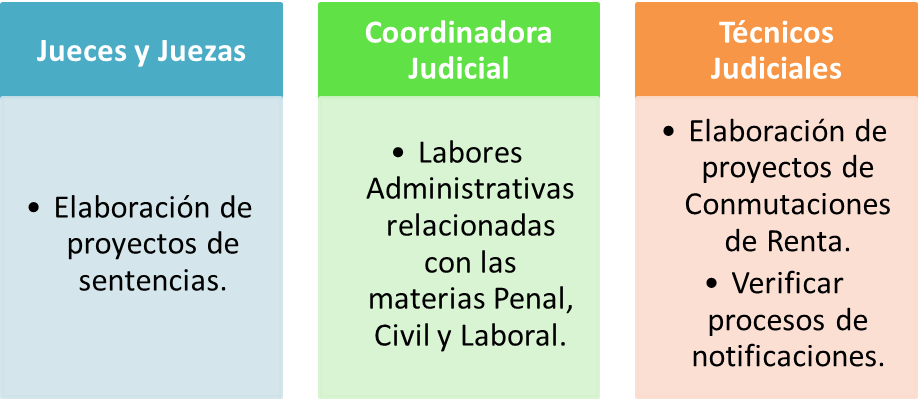 Jueces y Juezas
• Elaboración de
proyectos de
sentencias.
Coordinadora
Judicial
• Labores
Administrativas
relacionadas
con las
materias Penal,
Civil y Laboral.
Técnicos
Judiciales
• Elaboración de
proyectos de
Conmutaciones
de Renta.
• Verificar
procesos de
notificaciones.